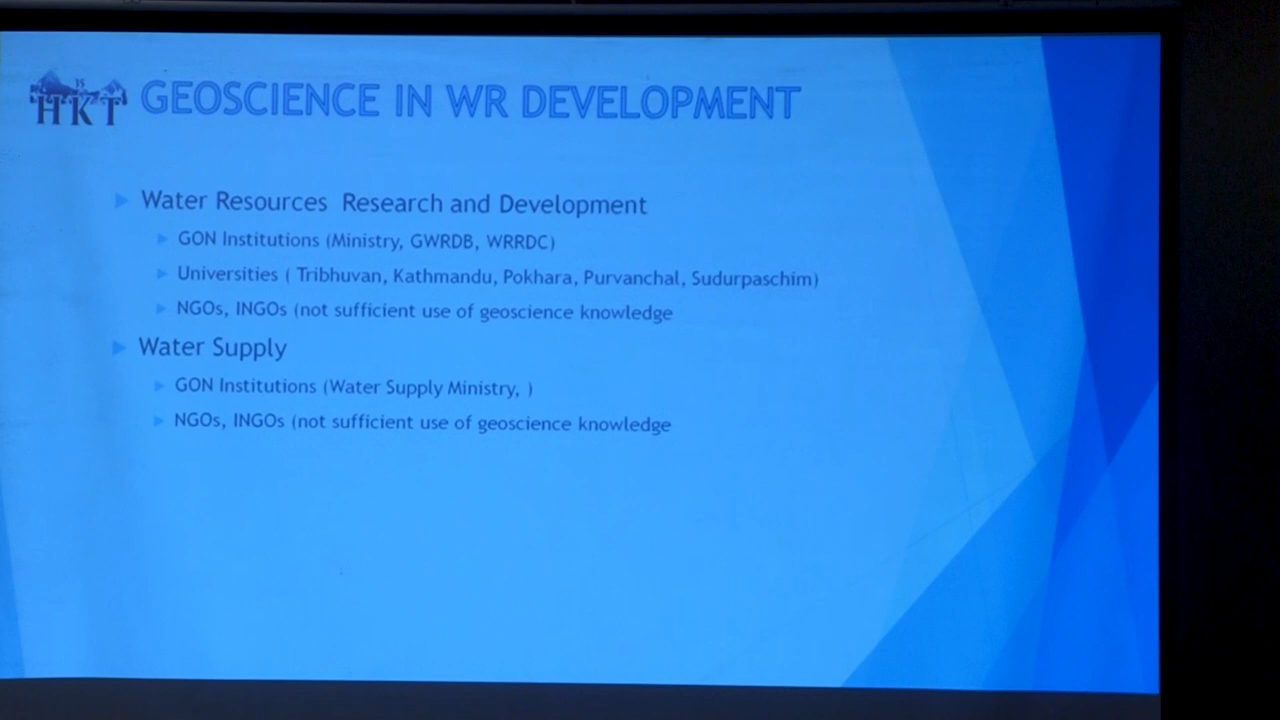 15
HKT
GEOSCIENCE IN WR DEVELOPMENT
Water Resources Research and Development
GON Institutions (Ministry, GWRDB, WRRDC)
Universities ( Tribhuvan, Kathmandu, Pokhara, Purvanchal, Sudurpaschim)
NGOs, INGOs (not sufficient use of geoscience knowledge
Water Supply
GON Institutions (Water Supply Ministry, )
NGOs, INGOs (not sufficient use of geoscience knowledge